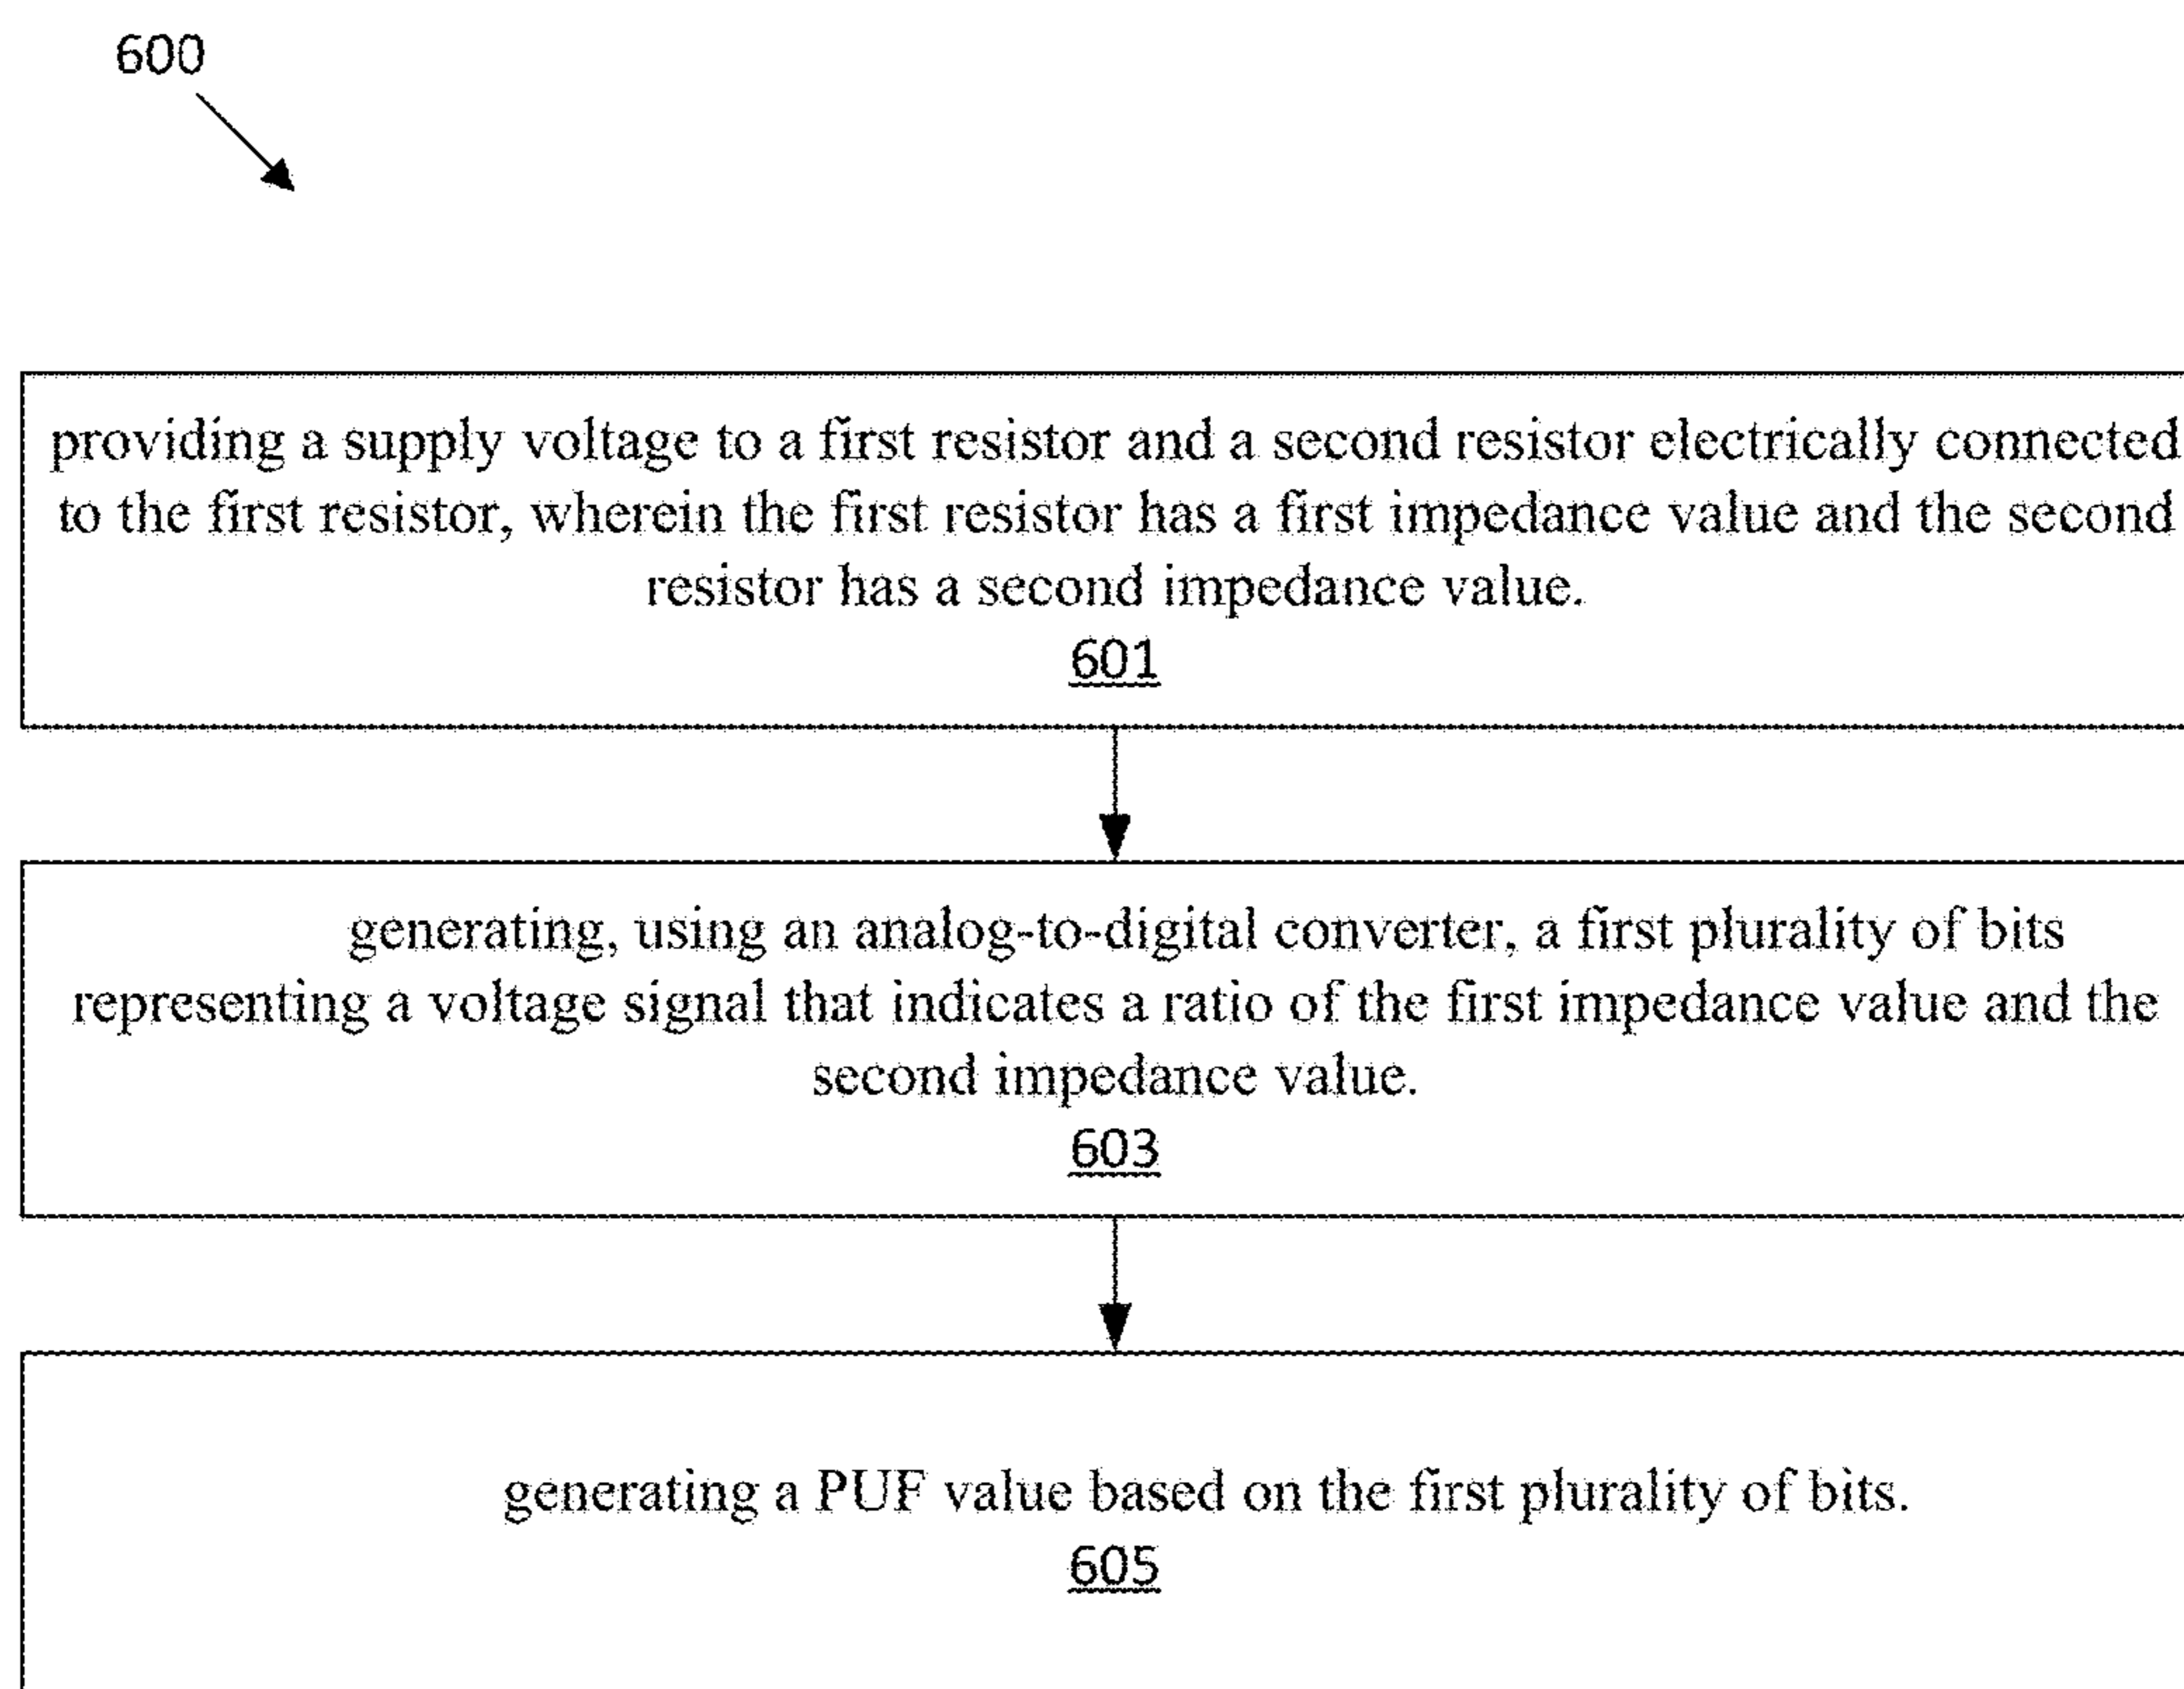 600
providing a supply voltage to a first resistor and a second resistor electrically connected
to the first resistor, wherein the first resistor has a first impedance value and the second
resistor has a second impedance value.
601
generating, using an analog-to-digital converter, a first plurality of bits
representing a voltage signal that indicates a ratio of the first impedance value and the
second impedance value.
603
generating a PUF value based on the first plurality of bits.
605